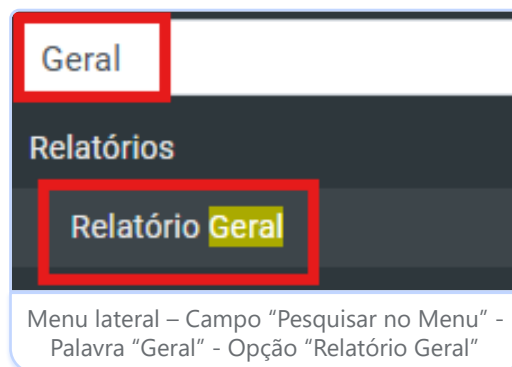 Geral
Relatórios
Relatório Geral
Menu lateral – Campo “Pesquisar no Menu” -
Palavra “Geral” - Opção “Relatório Geral”